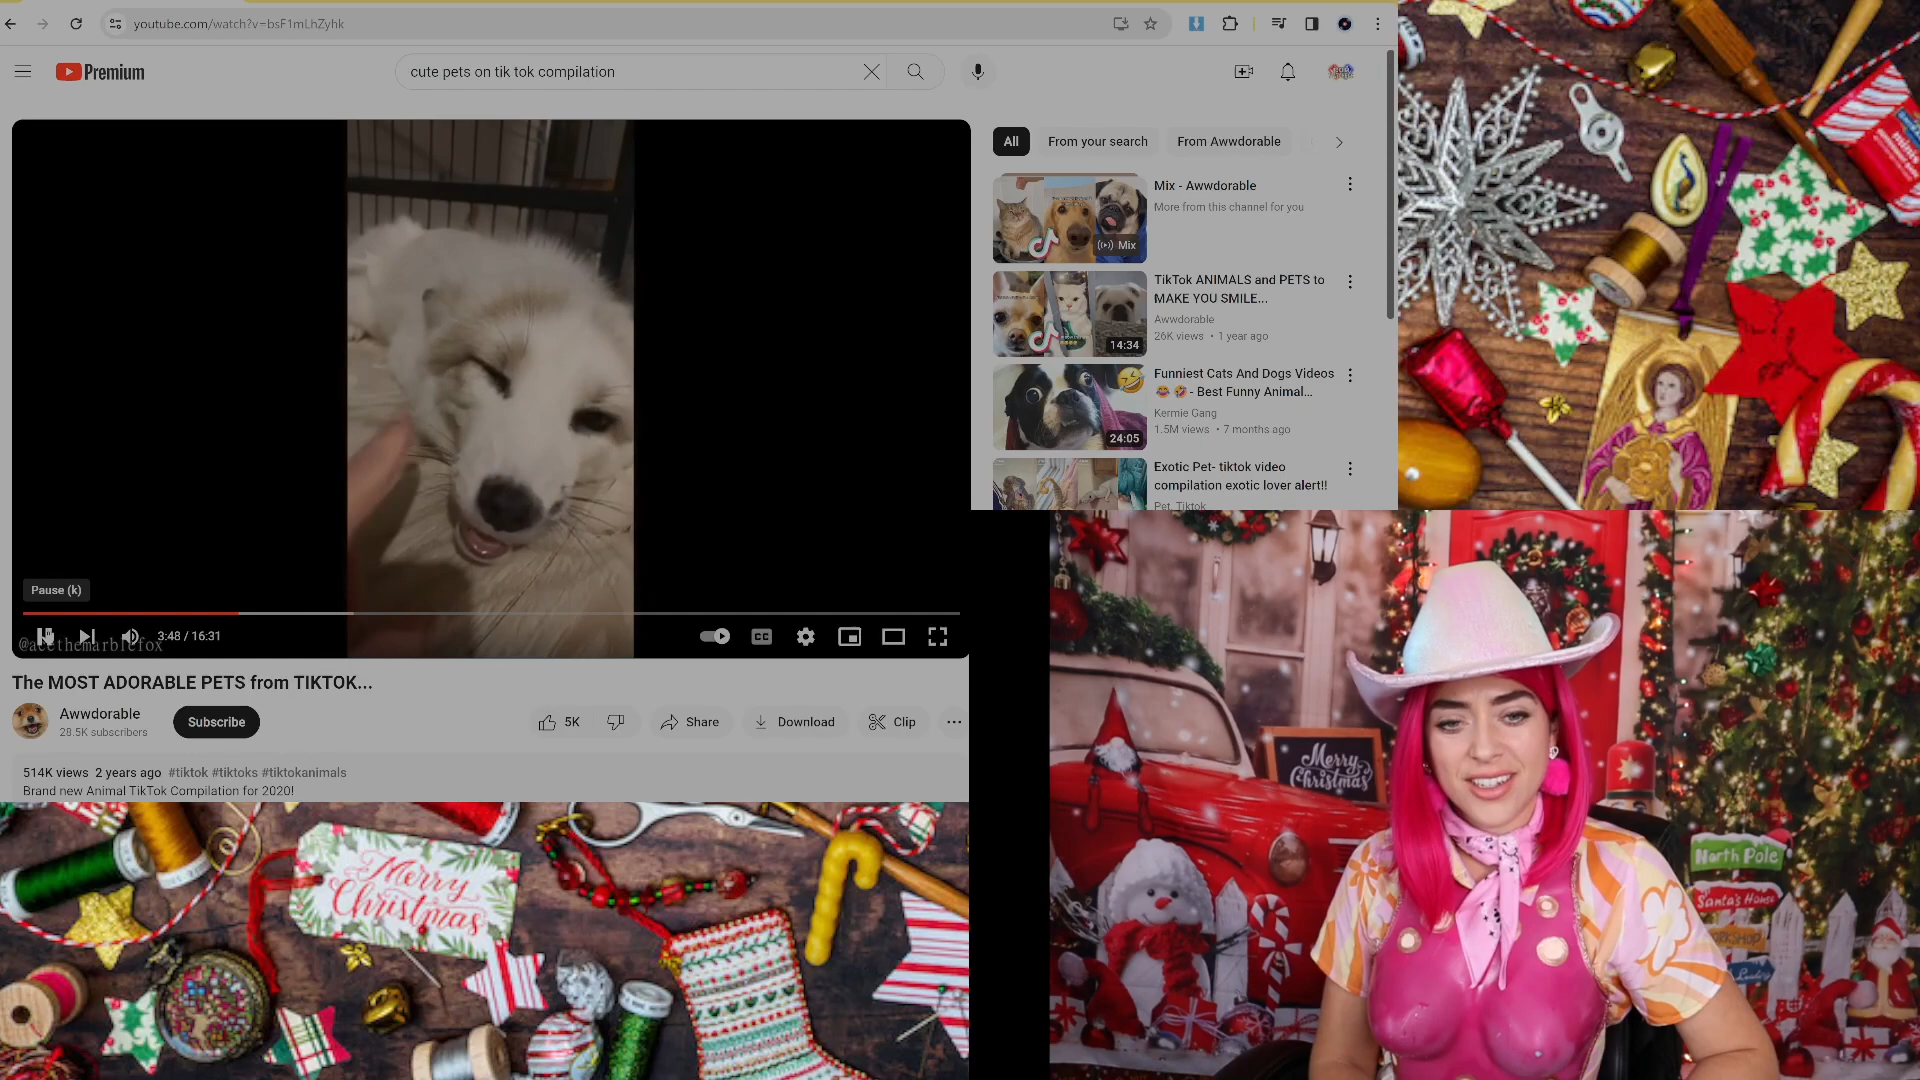 youtube.com/watch?v=bsF1mLhZyhk
Premium
cute pets on tik tok compilation
All
From your search
From Awwdorable
Mix - Awwdorable
More from this channel for you
Mix
TikTok ANIMALS and PETS to
MAKE YOU SMILE...
Awwdorable
26K views • 1 year ago
14:34
Funniest Cats And Dogs Videos
😂 🤣 - Best Funny Animal...
Kermie Gang
1.5M views • 7 months ago
24:05
Exotic Pet- tiktok video
compilation exotic lover alert!!
Pet, Tiktok
Pause (k)
3:48 / 16:31
CC
@acethemarblefox
The MOST ADORABLE PETS from TIKTOK...
Awwdorable
28.5K subscribers
Subscribe
5K
Share
Download
Clip
514K views 2 years ago #tiktok #tiktoks #tiktokanimals
Brand new Animal TikTok Compilation for 2020!
Merry
Christmas
Merry
Christmas
North Pole
Santa's House